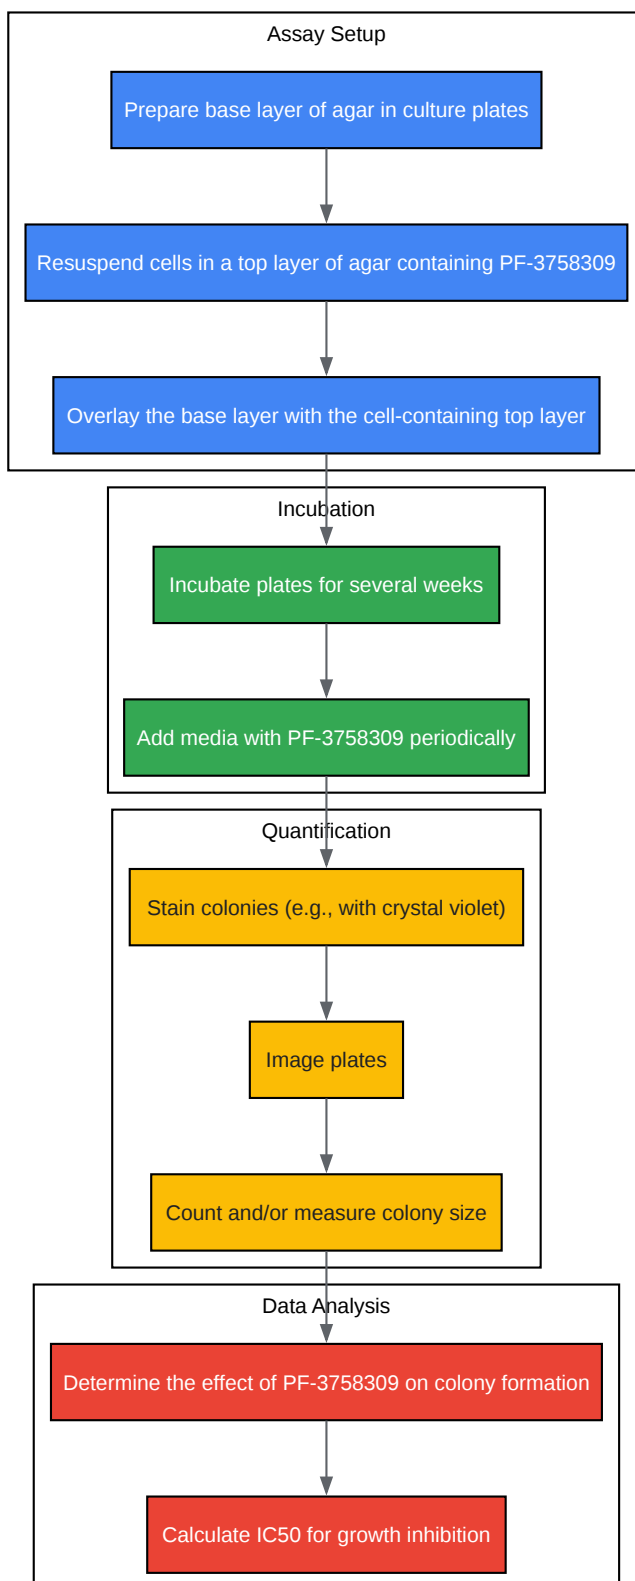 Assay Setup
Prepare base layer of agar in culture plates
Resuspend cells in a top layer of agar containing PF-3758309
Overlay the base layer with the cell-containing top layer
Incubation
Incubate plates for several weeks
Add media with PF-3758309 periodically
Quantification
Stain colonies (e.g., with crystal violet)
Image plates
Count and/or measure colony size
Data Analysis
Determine the effect of PF-3758309 on colony formation
Calculate IC50 for growth inhibition